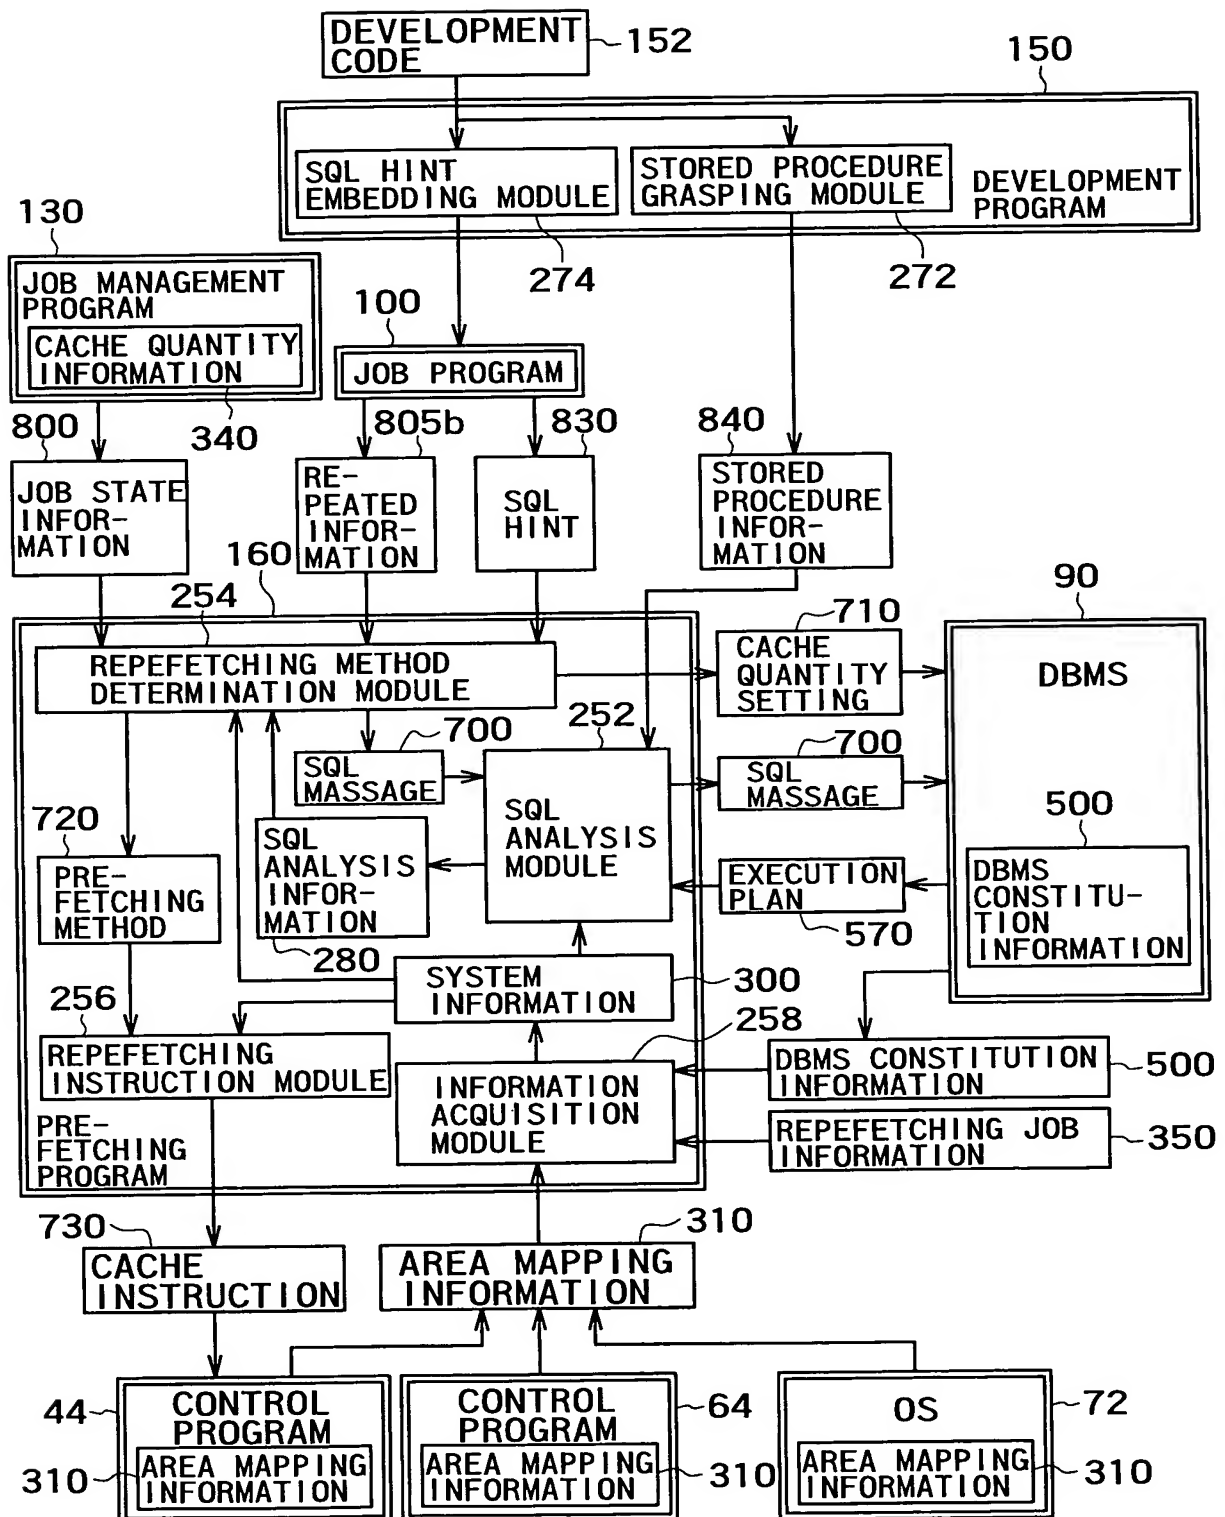 DEVELOPMENT
CODE
152
150
SQL HINT
EMBEDDING MODULE
STORED PROCEDURE
GRASPING MODULE
DEVELOPMENT
PROGRAM
274
272
130
JOB MANAGEMENT
PROGRAM
CACHE QUANTITY
INFORMATION
340
100
JOB PROGRAM
800
805b
830
840
JOB STATE
INFOR-
MATION
RE-
PEATED
INFOR-
MATION
SQL
HINT
STORED
PROCEDURE
INFOR-
MATION
160
254
REPEFETCHING METHOD
DETERMINATION MODULE
710
CACHE
QUANTITY
SETTING
90
DBMS
700
SQL
MASSAGE
252
SQL
ANALYSIS
MODULE
700
SQL
MASSAGE
500
DBMS
CONSTITU-
TION
INFORMATION
720
PRE-
FETCHING
METHOD
SQL
ANALYSIS
INFOR-
MATION
280
EXECUTION
PLAN
570
SYSTEM
INFORMATION
300
256
REPEFETCHING
INSTRUCTION MODULE
258
INFORMATION
ACQUISITION
MODULE
DBMS CONSTITUTION
INFORMATION
500
REPEFETCHING JOB
INFORMATION
350
PRE-
FETCHING
PROGRAM
730
CACHE
INSTRUCTION
310
AREA MAPPING
INFORMATION
44
CONTROL
PROGRAM
310
AREA MAPPING
INFORMATION
CONTROL
PROGRAM
64
AREA MAPPING
INFORMATION
310
OS
72
AREA MAPPING
INFORMATION
310